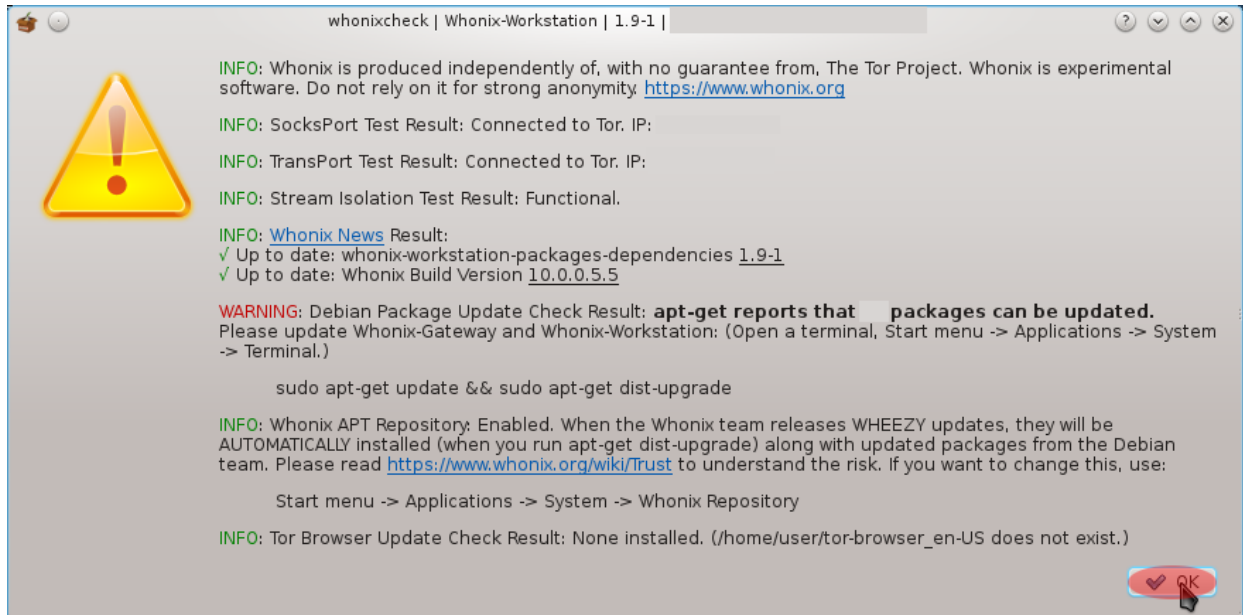 whonixcheck | Whonix-Workstation | 1.9-1 |
INFO: Whonix is produced independently of, with no guarantee from, The Tor Project. Whonix is experimental
software. Do not rely on it for strong anonymity. https://www.whonix.org
INFO: SocksPort Test Result: Connected to Tor. IP:
INFO: TransPort Test Result: Connected to Tor. IP:
INFO: Stream Isolation Test Result: Functional.
INFO: Whonix News Result:
√ Up to date: whonix-workstation-packages-dependencies 1.9-1
√ Up to date: Whonix Build Version 10.0.0.5.5
WARNING: Debian Package Update Check Result: apt-get reports that packages can be updated.
Please update Whonix-Gateway and Whonix-Workstation: (Open a terminal, Start menu -> Applications -> System
-> Terminal.)
sudo apt-get update && sudo apt-get dist-upgrade
INFO: Whonix APT Repository: Enabled. When the Whonix team releases WHEEZY updates, they will be
AUTOMATICALLY installed (when you run apt-get dist-upgrade) along with updated packages from the Debian
team. Please read https://www.whonix.org/wiki/Trust to understand the risk. If you want to change this, use:
Start menu -> Applications -> System -> Whonix Repository
INFO: Tor Browser Update Check Result: None installed. (/home/user/tor-browser_en-US does not exist.)
OK